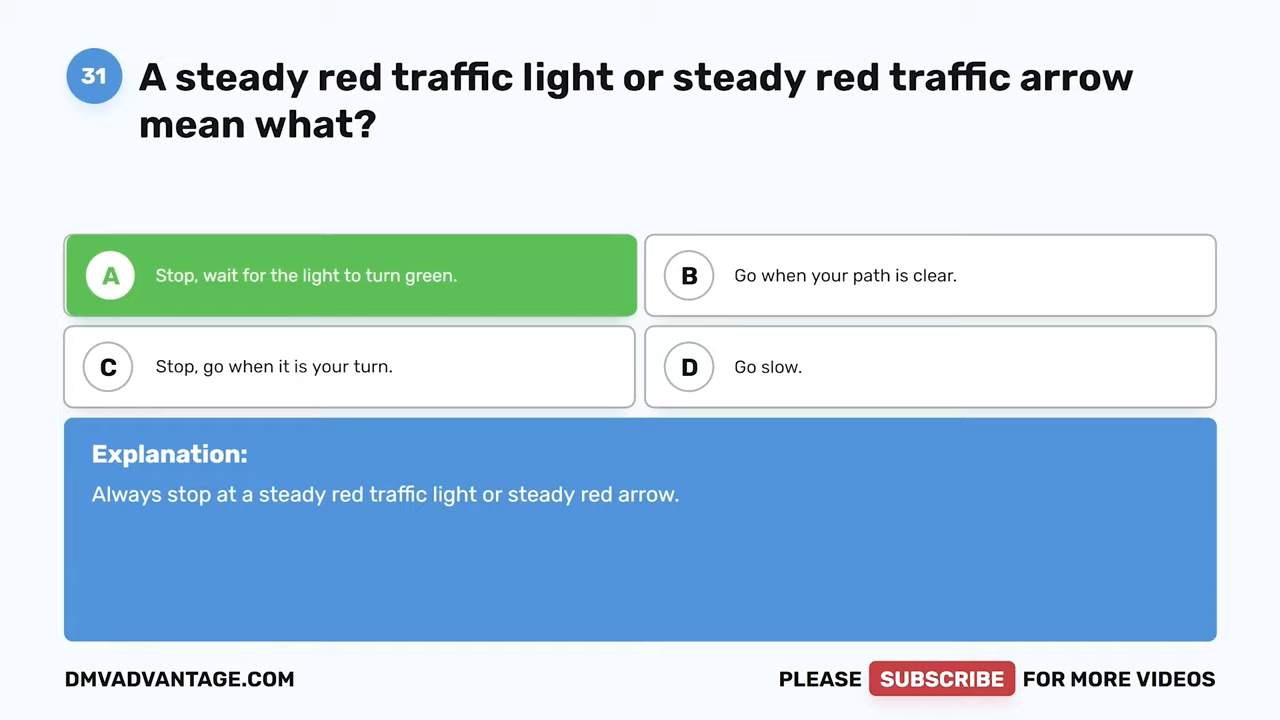 31
A steady red traffic light or steady red traffic arrow
mean what?
A
Stop, wait for the light to turn green.
B
Go when your path is clear.
C
Stop, go when it is your turn.
D
Go slow.
Explanation:
Always stop at a steady red traffic light or steady red arrow.
DMVADVANTAGE.COM
PLEASE SUBSCRIBE FOR MORE VIDEOS